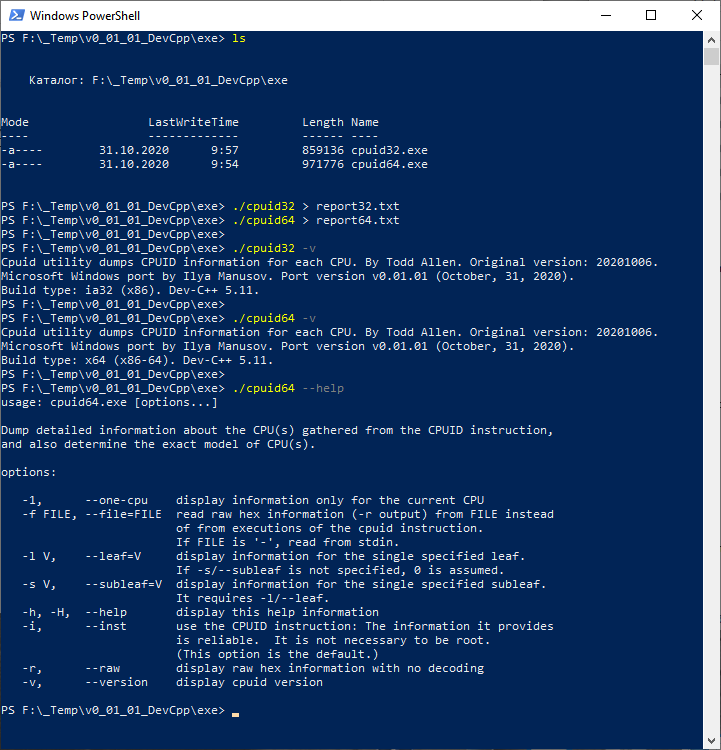 Windows PowerShell
PS F:\_Temp\v0_01_01_DevCpp\exe> ls
Каталог: F:\_Temp\v0_01_01_DevCpp\exe
Mode                 LastWriteTime         Length Name
----                 -------------         ------ ----
-a----        31.10.2020      9:57         859136 cpuid32.exe
-a----        31.10.2020      9:54         971776 cpuid64.exe
PS F:\_Temp\v0_01_01_DevCpp\exe> ./cpuid32 > report32.txt
PS F:\_Temp\v0_01_01_DevCpp\exe> ./cpuid64 > report64.txt
PS F:\_Temp\v0_01_01_DevCpp\exe>
PS F:\_Temp\v0_01_01_DevCpp\exe> ./cpuid32 -v
Cpuid utility dumps CPUID information for each CPU. By Todd Allen. Original version: 20201006.
Microsoft Windows port by Ilya Manusov. Port version v0.01.01 (October, 31, 2020).
Build type: ia32 (x86). Dev-C++ 5.11.
PS F:\_Temp\v0_01_01_DevCpp\exe>
PS F:\_Temp\v0_01_01_DevCpp\exe> ./cpuid64 -v
Cpuid utility dumps CPUID information for each CPU. By Todd Allen. Original version: 20201006.
Microsoft Windows port by Ilya Manusov. Port version v0.01.01 (October, 31, 2020).
Build type: x64 (x86-64). Dev-C++ 5.11.
PS F:\_Temp\v0_01_01_DevCpp\exe>
PS F:\_Temp\v0_01_01_DevCpp\exe> ./cpuid64 --help
usage: cpuid64.exe [options...]
Dump detailed information about the CPU(s) gathered from the CPUID instruction,
and also determine the exact model of CPU(s).
options:
   -1,      --one-cpu    display information only for the current CPU
   -f FILE, --file=FILE  read raw hex information (-r output) from FILE instead
                         of from executions of the cpuid instruction.
                         If FILE is '-', read from stdin.
   -l V,    --leaf=V     display information for the single specified leaf.
                         If -s/--subleaf is not specified, 0 is assumed.
   -s V,    --subleaf=V  display information for the single specified subleaf.
                         It requires -l/--leaf.
   -h, -H,  --help       display this help information
   -i,      --inst       use the CPUID instruction: The information it provides
                         is reliable.  It is not necessary to be root.
                         (This option is the default.)
   -r,      --raw        display raw hex information with no decoding
   -v,      --version    display cpuid version
PS F:\_Temp\v0_01_01_DevCpp\exe>